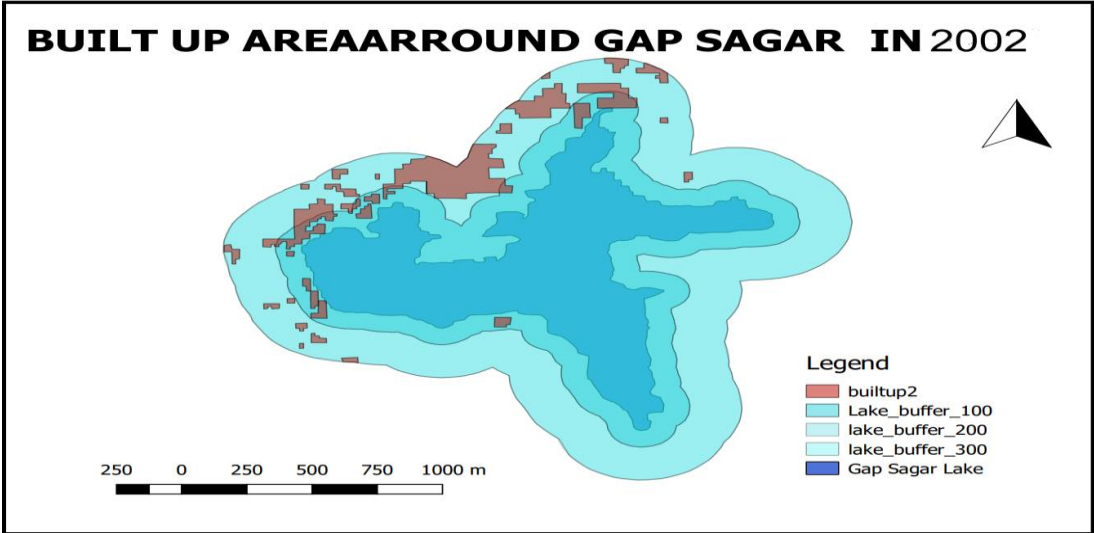 BUILT UP AREAARROUND GAP SAGAR IN 2002
Legend
builtup2
Lake_buffer_100
lake_buffer_200
lake_buffer_300
Gap Sagar Lake
250 0 250 500 750 1000 m